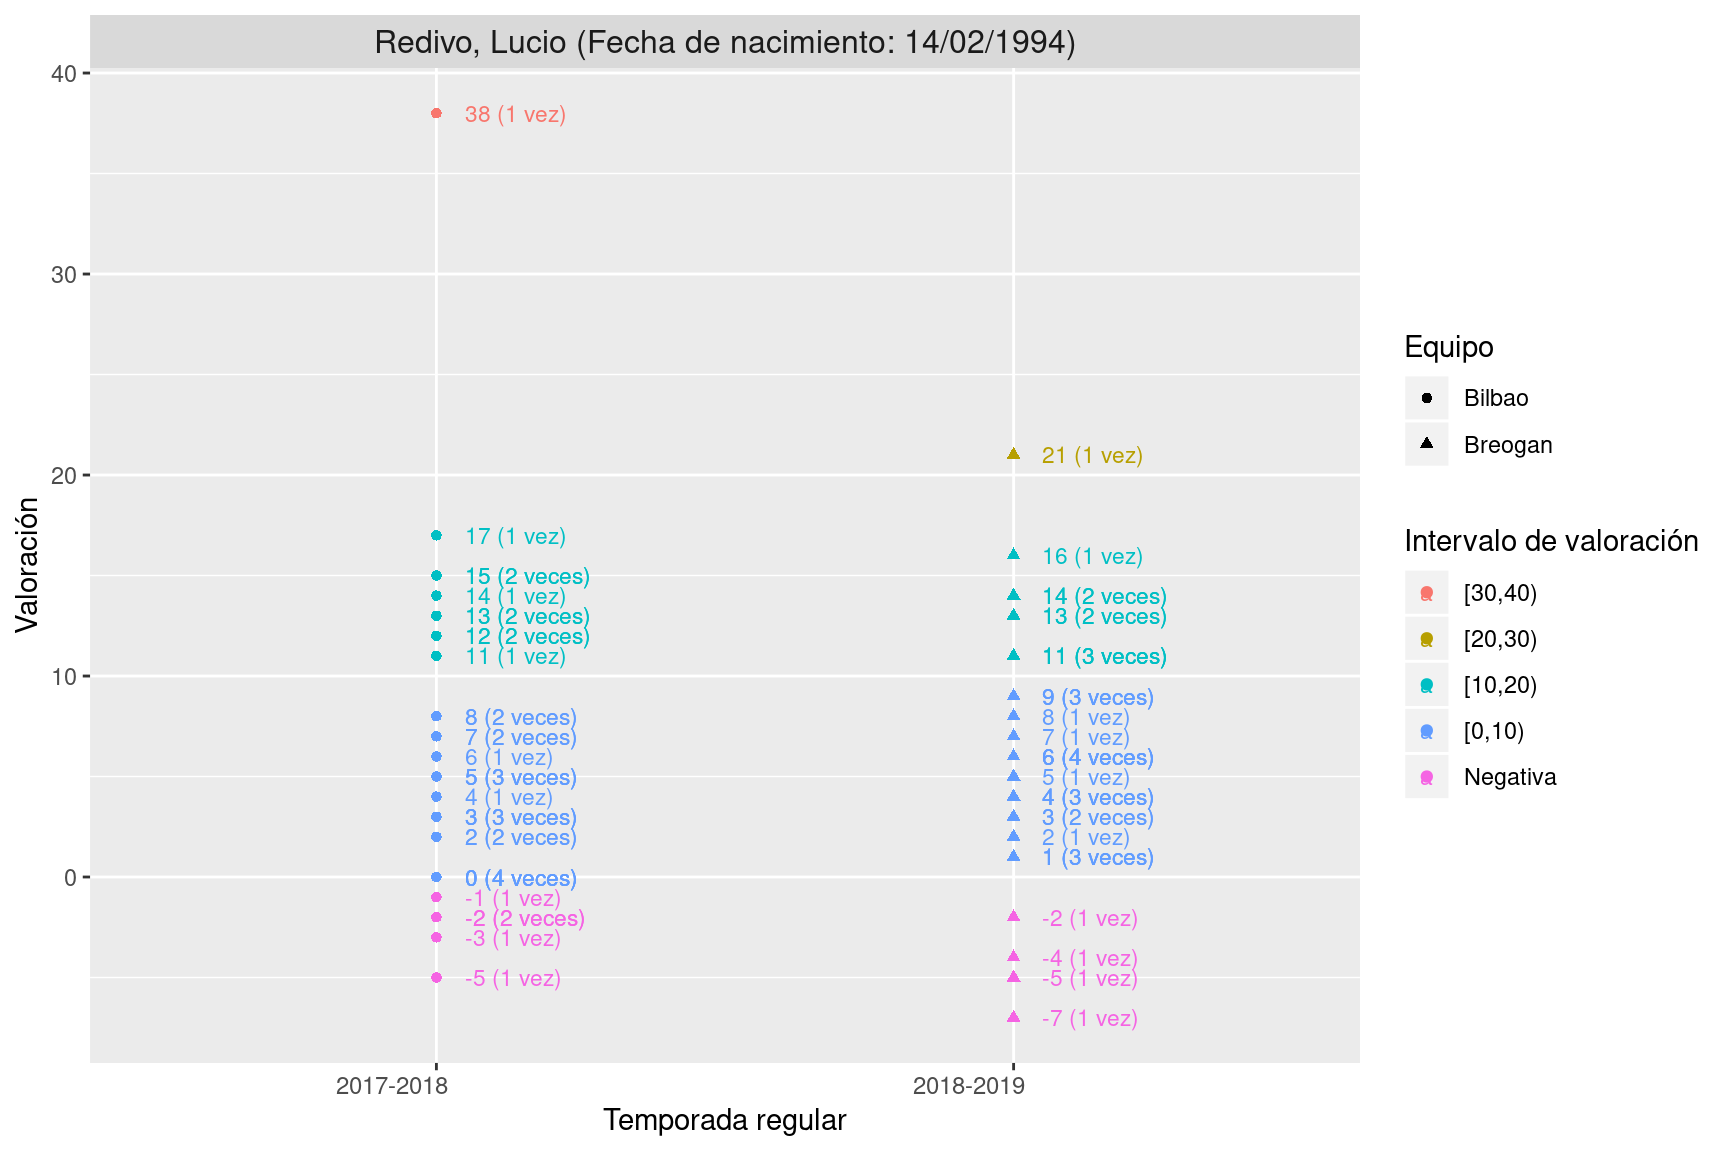 Redivo, Lucio (Fecha de nacimiento: 14/02/1994)
Valoración
40
30
20
10
0
38 (1 vez)
17 (1 vez)
15 (2 veces)
14 (1 vez)
13 (2 veces)
12 (2 veces)
11 (1 vez)
8 (2 veces)
7 (2 veces)
6 (1 vez)
5 (3 veces)
4 (1 vez)
3 (3 veces)
2 (2 veces)
0 (4 veces)
-1 (1 vez)
-2 (2 veces)
-3 (1 vez)
-5 (1 vez)
21 (1 vez)
16 (1 vez)
14 (2 veces)
13 (2 veces)
11 (3 veces)
9 (3 veces)
8 (1 vez)
7 (1 vez)
6 (4 veces)
5 (1 vez)
4 (3 veces)
3 (2 veces)
2 (1 vez)
1 (3 veces)
-2 (1 vez)
-4 (1 vez)
-5 (1 vez)
-7 (1 vez)
2017-2018
2018-2019
Temporada regular
Equipo
Bilbao
Breogan
Intervalo de valoración
[30,40)
[20,30)
[10,20)
[0,10)
Negativa